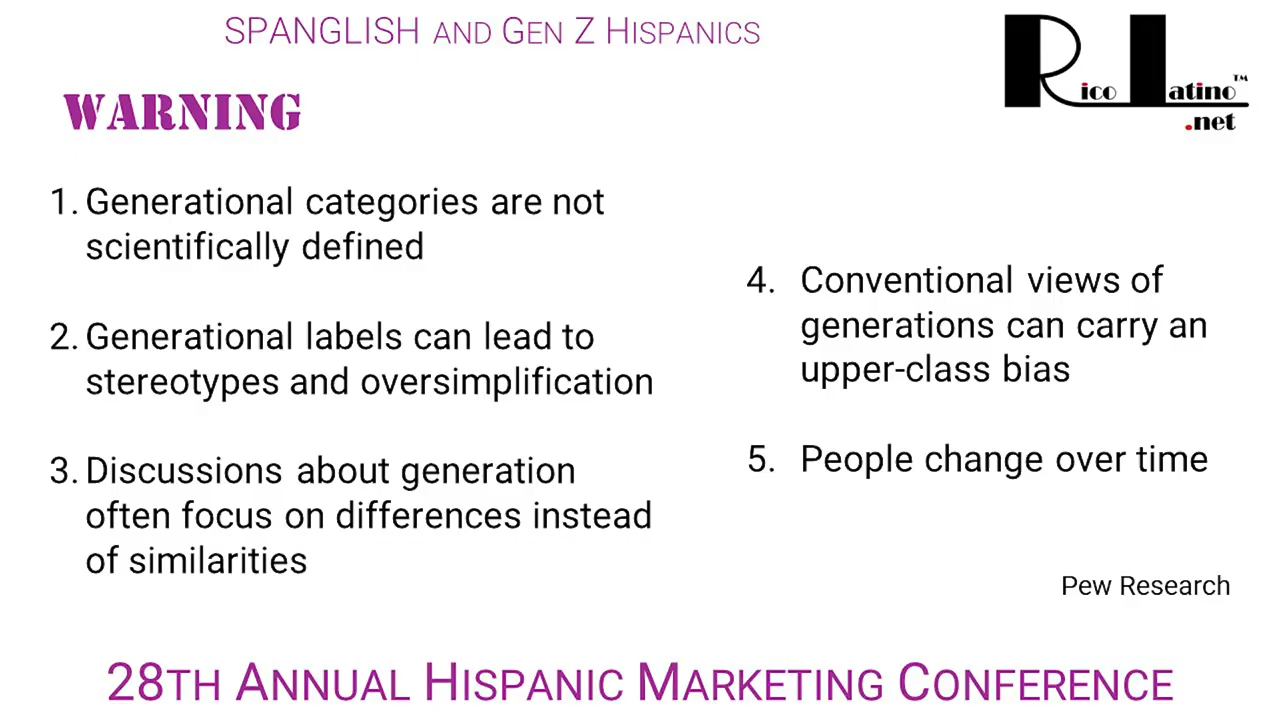 SPANGLISH AND GEN Z HISPANICS
Rico Latino™
.net
WARNING
1. Generational categories are not
scientifically defined
2. Generational labels can lead to
stereotypes and oversimplification
3. Discussions about generation
often focus on differences instead
of similarities
4. Conventional views of
generations can carry an
upper-class bias
5. People change over time
Pew Research
28TH ANNUAL HISPANIC MARKETING CONFERENCE